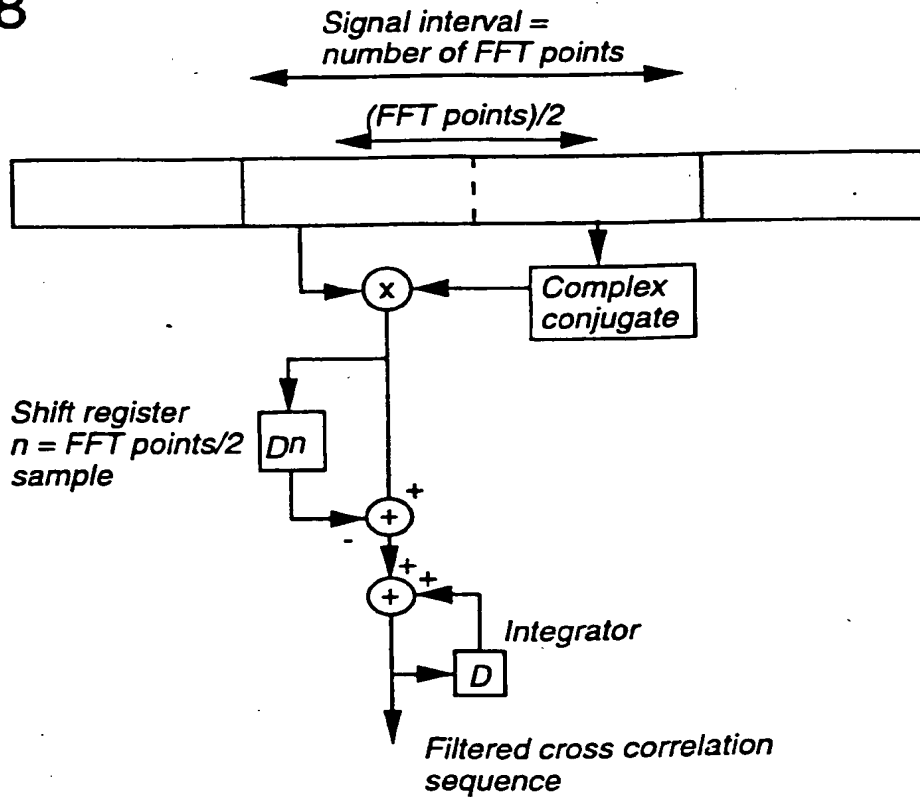 8
Signal interval =
number of FFT points
(FFT points)/2
x
Complex
conjugate
Shift register
n = FFT points/2
sample
Dn
+
+
-
+
+
+
Integrator
D
Filtered cross correlation
sequence